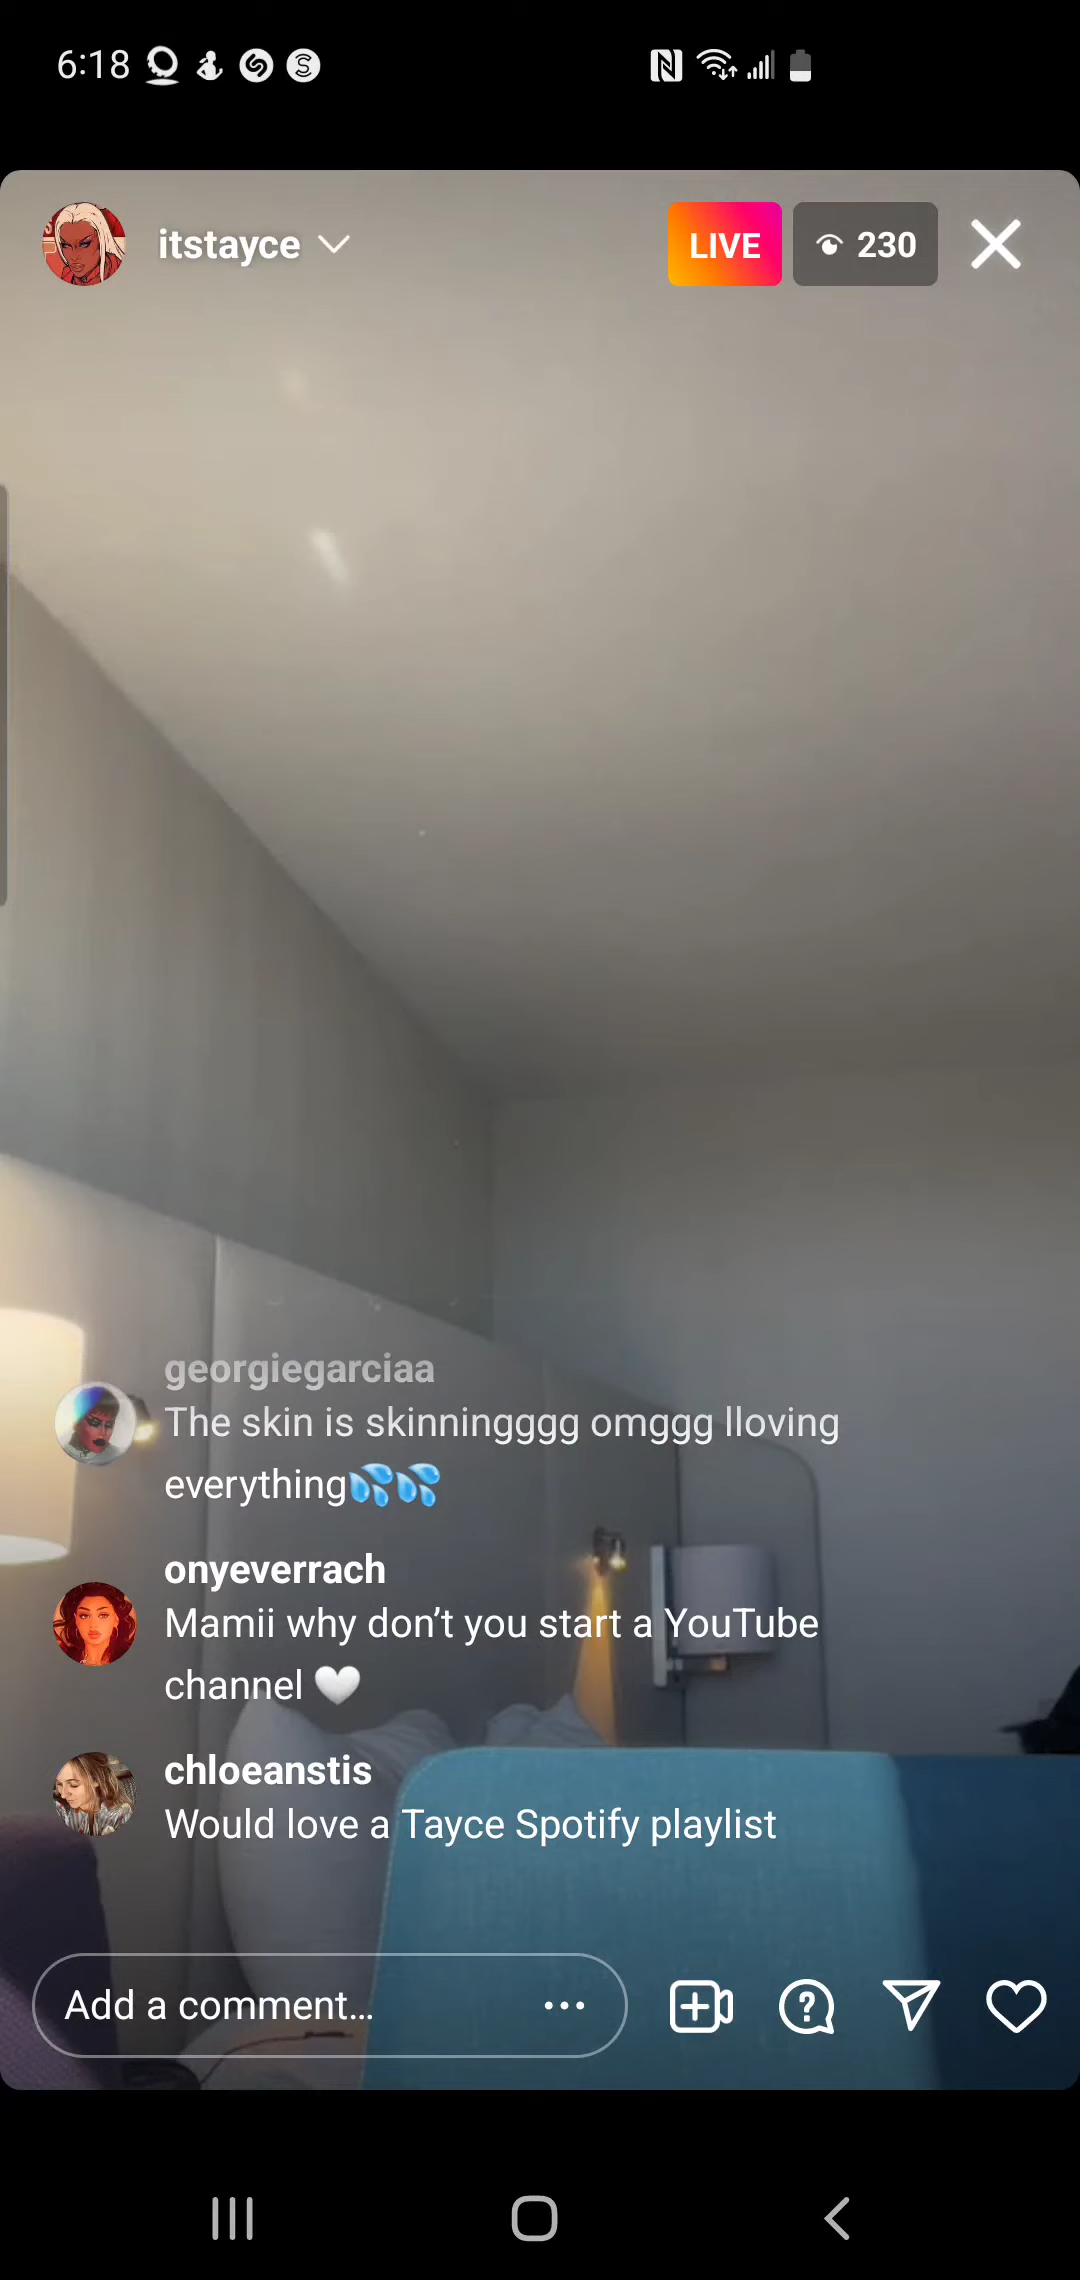 6:18
itstayce
LIVE
230
georgiegarciaa
The skin is skinningggg omggg lloving
everything💦💦
onyeverrach
Mamii why don’t you start a YouTube
channel 🤍
chloeanstis
Would love a Tayce Spotify playlist
Add a comment...